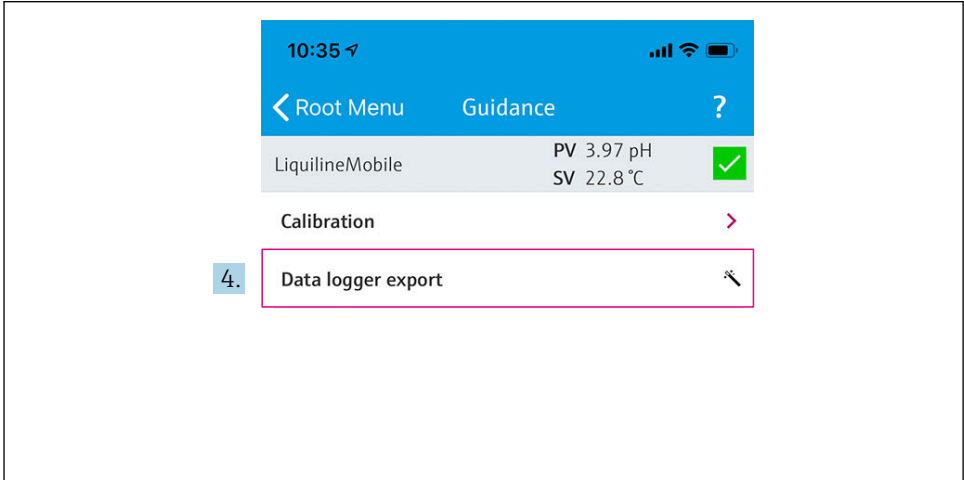 10:35
Root Menu Guidance ?
LiquilineMobile
PV 3.97 pH
SV 22.8 °C
Calibration
4. Data logger export